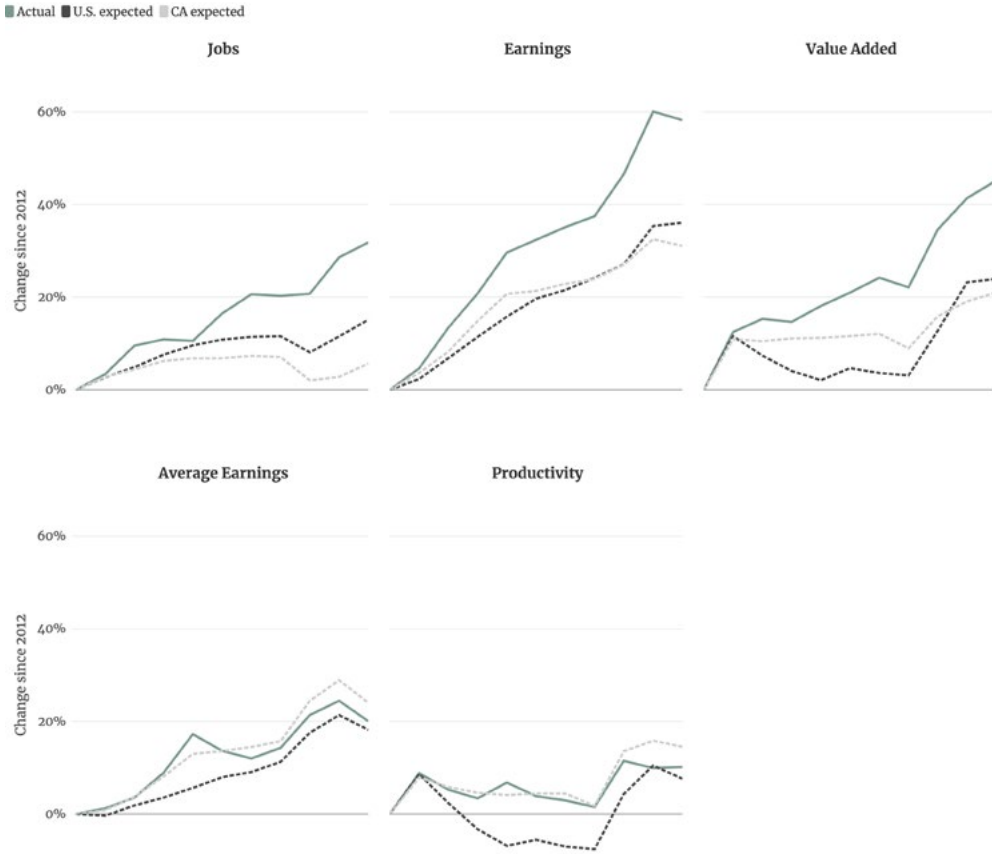 Actual U.S. expected CA expected
Jobs Earnings Value Added
60%
40%
20%
0%
Change since 2012
Average Earnings Productivity
60%
40%
20%
0%
Change since 2012